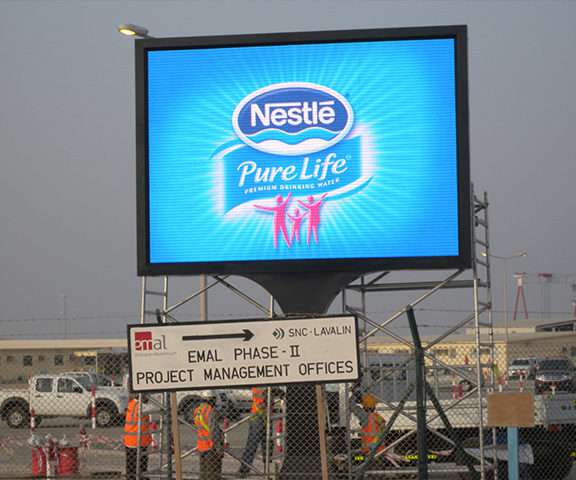 Nestlé
Pure Life
PREMIUM DRINKING WATER
emal
SNC-LAVALIN
EMAL PHASE-II
PROJECT MANAGEMENT OFFICES